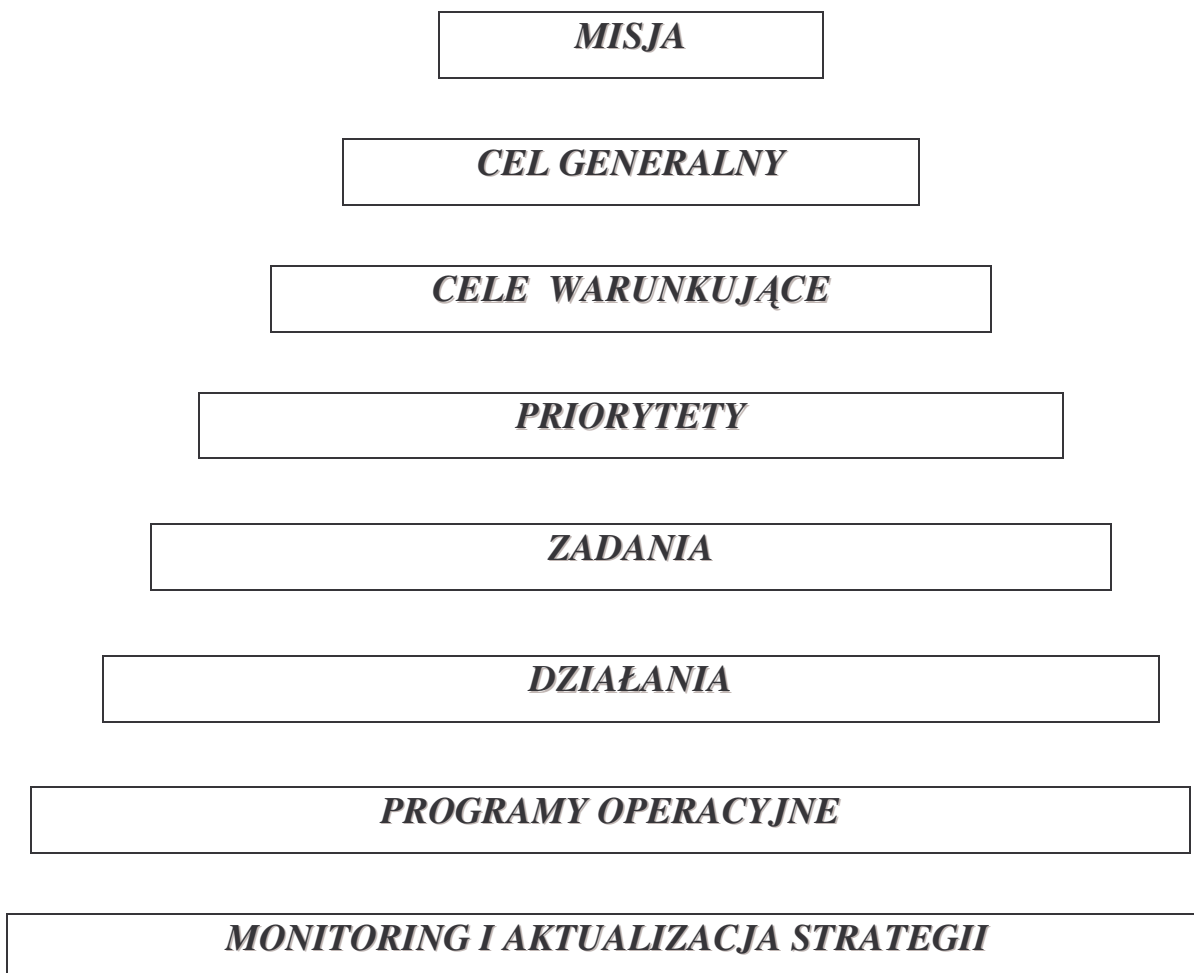 MISJA
CEL GENERALNY
CELE WARUNKUJĄCE
PRIORYTETY
ZADANIA
DZIAŁANIA
PROGRAMY OPERACYJNE
MONITORING I AKTUALIZACJA STRATEGII